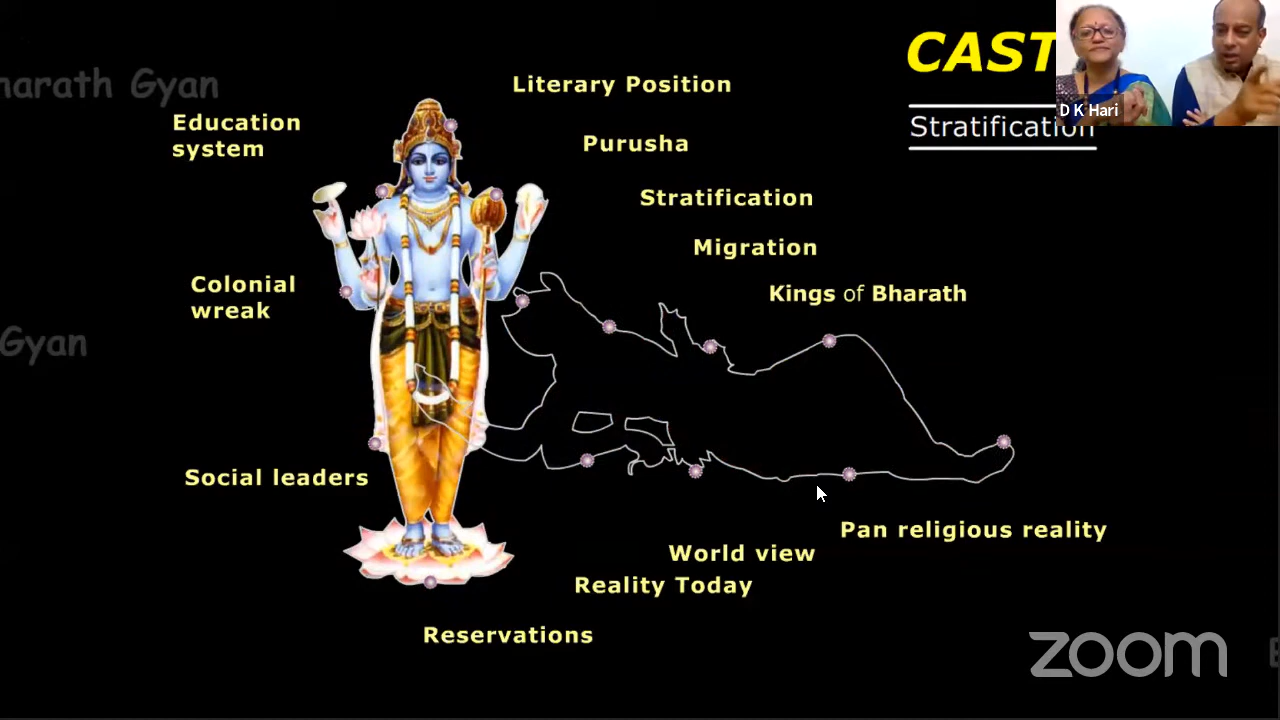 CAST
Stratification
D K Hari
harath Gyan
Gyan
Literary Position
Purusha
Stratification
Migration
Kings of Bharath
Pan religious reality
World view
Reality Today
Reservations
Social leaders
Colonial
wreak
Education
system
zoom